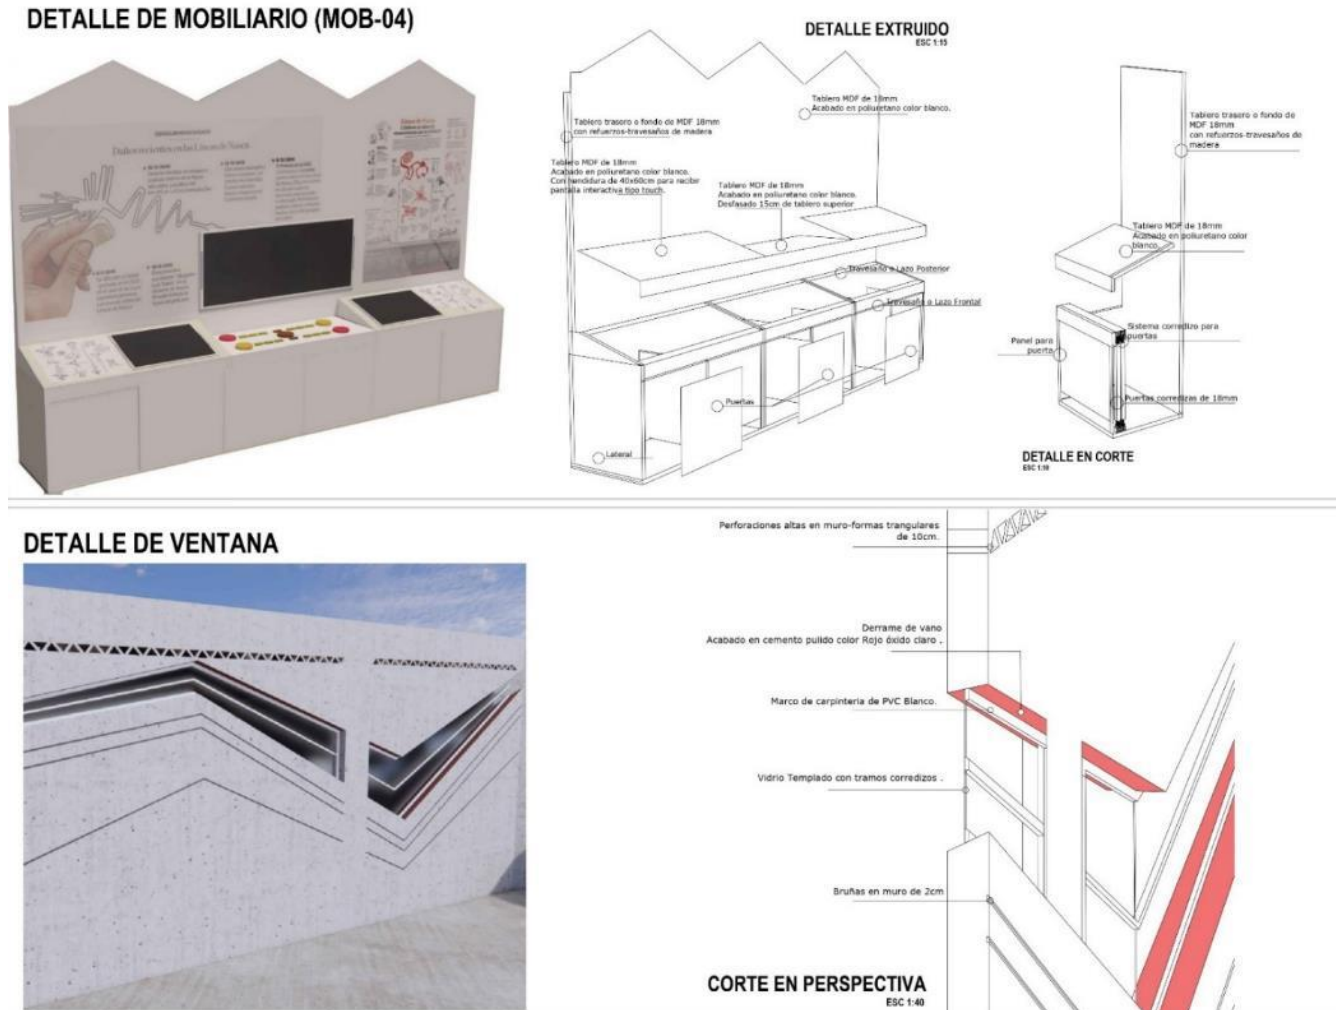 DETALLE DE MOBILIARIO (MOB-04)
DETALLE EXTRUIDO
ESC 1:15
Tablero MDF de 18mm
Acabado en poliuretano color blanco.
Tablero trasero o fondo de MDF 18mm
con refuerzos-travesaños de madera
Tablero MDF de 18mm
Acabado en poliuretano color blanco.
Con hendidura de 40x60cm para recibir
pantalla interactiva tipo touch.
Tablero MDF de 18mm
Acabado en poliuretano color blanco.
Desfasado 15cm de tablero superior
Travesaño o Lazo Posterior
Travesaño o Lazo Frontal
Puertas
Lateral
Tablero trasero o fondo de
MDF 18mm
con refuerzos-travesaños de
madera
Tablero MDF de 18mm
Acabado en poliuretano color
blanco.
Sistema corredizo para
puertas
Panel para
puerta
Puertas corredizas de 18mm
DETALLE EN CORTE
ESC 1:10
DETALLE DE VENTANA
Perforaciones altas en muro-formas trangulares
de 10cm.
Derrame de vano
Acabado en cemento pulido color Rojo óxido claro .
Marco de carpinteria de PVC Blanco.
Vidrio Templado con tramos corredizos .
Bruñas en muro de 2cm
CORTE EN PERSPECTIVA
ESC 1:40